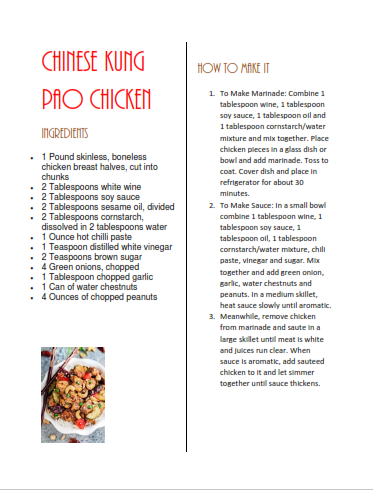 CHINESE KUNG
PAO CHICKEN
INGREDIENTS
• 1 Pound skinless, boneless
chicken breast halves, cut into
chunks
• 2 Tablespoons white wine
• 2 Tablespoons soy sauce
• 2 Tablespoons sesame oil, divided
• 2 Tablespoons cornstarch,
dissolved in 2 tablespoons water
• 1 Ounce hot chilli paste
• 1 Teaspoon distilled white vinegar
• 2 Teaspoons brown sugar
• 4 Green onions, chopped
• 1 Tablespoon chopped garlic
• 1 Can of water chestnuts
• 4 Ounces of chopped peanuts
HOW TO MAKE IT
1. To Make Marinade: Combine 1
tablespoon wine, 1 tablespoon
soy sauce, 1 tablespoon oil and
1 tablespoon cornstarch/water
mixture and mix together. Place
chicken pieces in a glass dish or
bowl and add marinade. Toss to
coat. Cover dish and place in
refrigerator for about 30
minutes.
2. To Make Sauce: In a small bowl
combine 1 tablespoon wine, 1
tablespoon soy sauce, 1
tablespoon oil, 1 tablespoon
cornstarch/water mixture, chili
paste, vinegar and sugar. Mix
together and add green onion,
garlic, water chestnuts and
peanuts. In a medium skillet,
heat sauce slowly until aromatic.
3. Meanwhile, remove chicken
from marinade and saute in a
large skillet until meat is white
and juices run clear. When
sauce is aromatic, add sauteed
chicken to it and let simmer
together until sauce thickens.